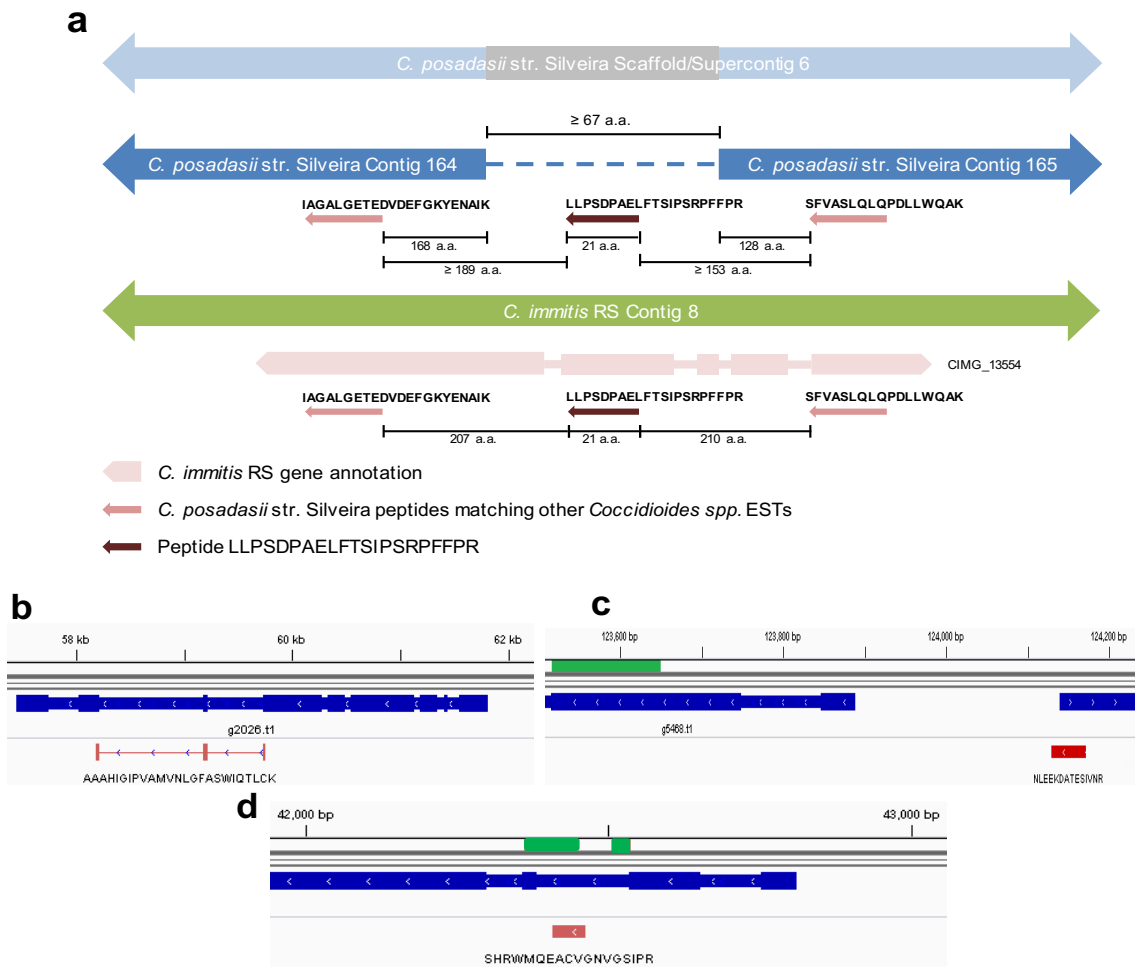 a
C. posadasii str. Silveira Scaffold/Supercontig 6
≥ 67 a.a.
C. posadasii str. Silveira Contig 164
C. posadasii str. Silveira Contig 165
IAGALGETEDVDEFGKYENAIK
LLPSDPAELFTSIPSRPFFPR
SFVASLQLQPDLLWQAK
168 a.a.
21 a.a.
128 a.a.
≥ 189 a.a.
≥ 153 a.a.
C. immitis RS Contig 8
CIMG_13554
IAGALGETEDVDEFGKYENAIK
LLPSDPAELFTSIPSRPFFPR
SFVASLQLQPDLLWQAK
207 a.a.
21 a.a.
210 a.a.
C. immitis RS gene annotation
C. posadasii str. Silveira peptides matching other Coccidioides spp. ESTs
Peptide LLPSDPAELFTSIPSRPFFPR
b
58 kb
60 kb
62 kb
g2026.t1
AAAHIGIPVAMVNLGFASWIQTLCK
c
123,600 bp
123,800 bp
124,000 bp
124,200 bp
g5468.t1
NLEEKDATESIVNR
d
42,000 bp
43,000 bp
SHRWMQEACVGNVGSIPR